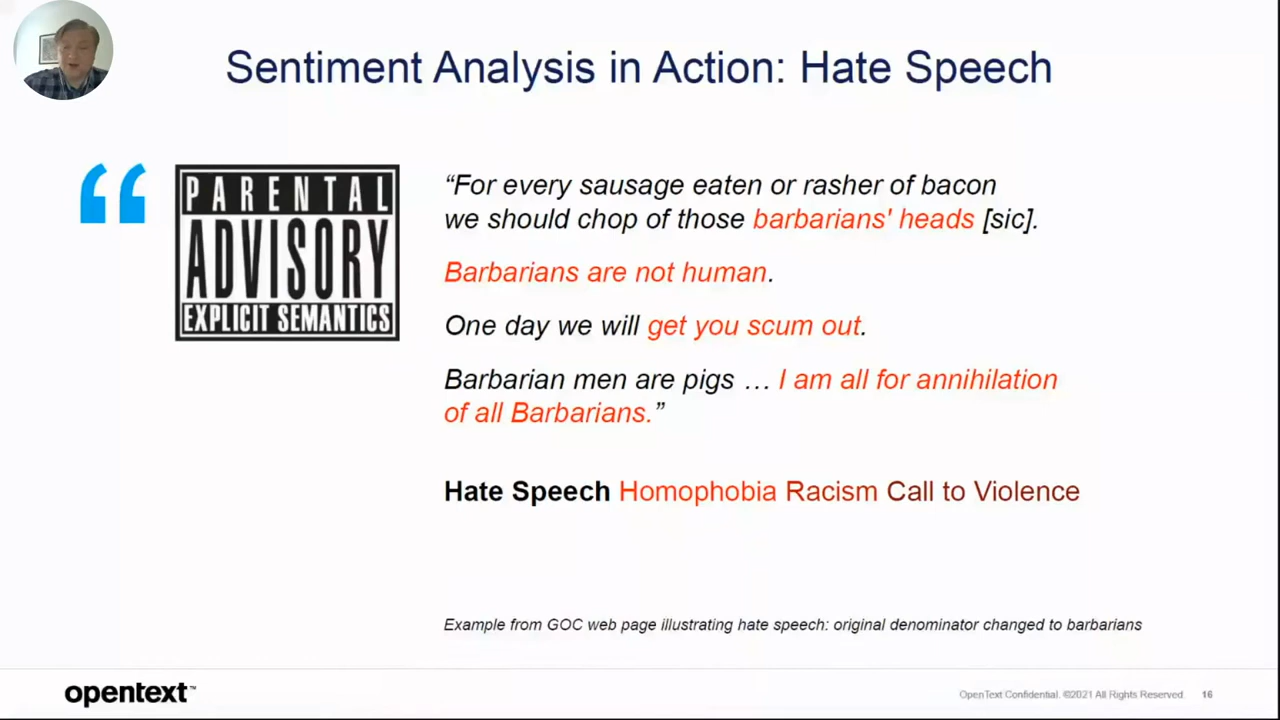 Sentiment Analysis in Action: Hate Speech
PARENTAL
ADVISORY
EXPLICIT SEMANTICS
“For every sausage eaten or rasher of bacon
we should chop of those barbarians' heads [sic].
Barbarians are not human.
One day we will get you scum out.
Barbarian men are pigs … I am all for annihilation
of all Barbarians.”
Hate Speech Homophobia Racism Call to Violence
Example from GOC web page illustrating hate speech: original denominator changed to barbarians
opentext™
OpenText Confidential. ©2021 All Rights Reserved. 16